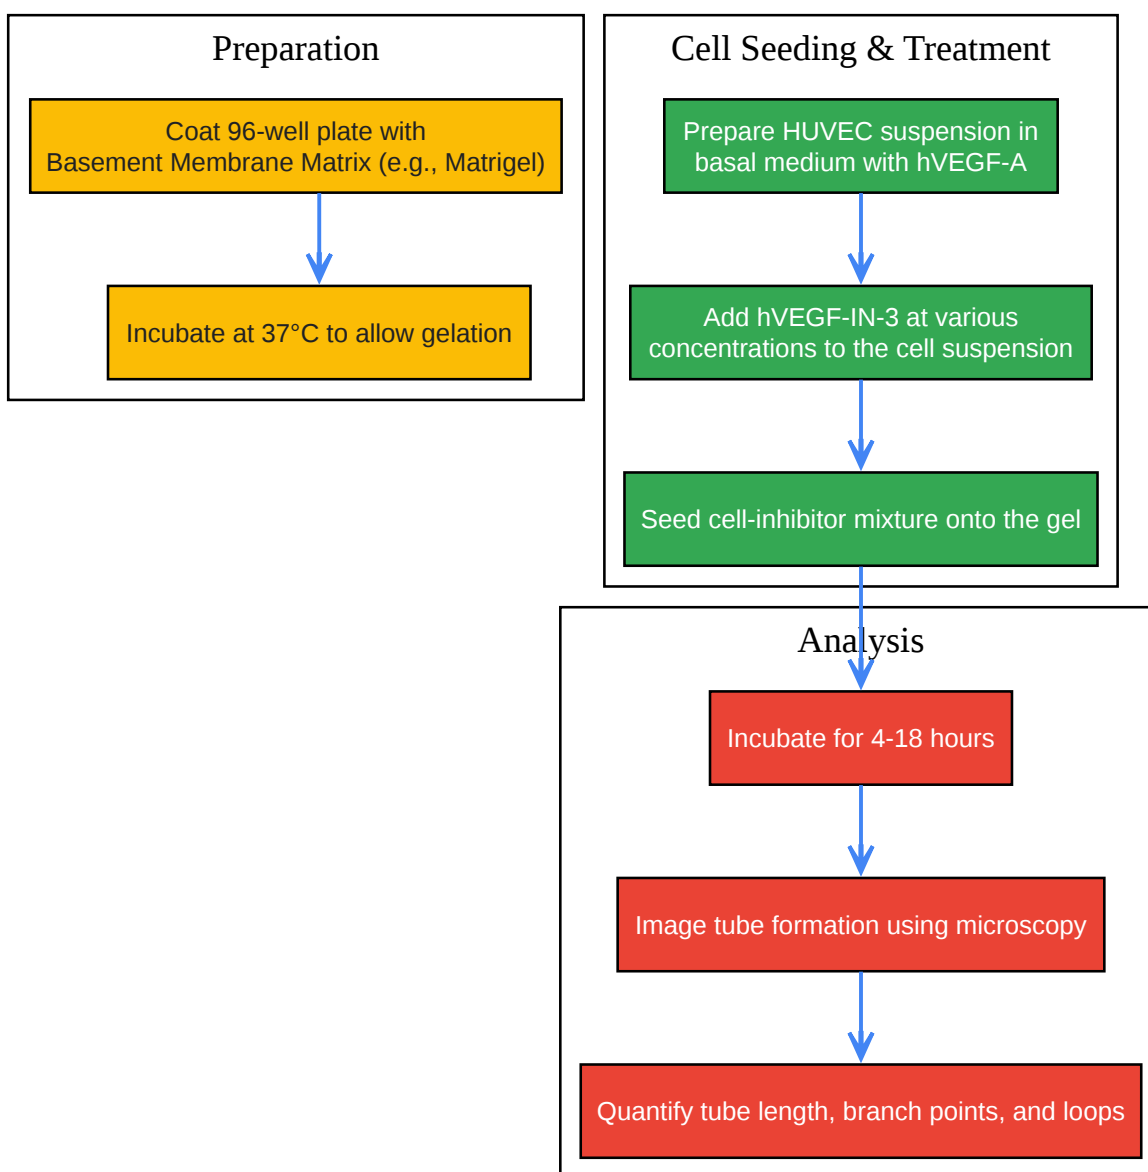 Preparation
Coat 96-well plate with
Basement Membrane Matrix (e.g., Matrigel)
Incubate at 37°C to allow gelation
Cell Seeding & Treatment
Prepare HUVEC suspension in
basal medium with hVEGF-A
Add hVEGF-IN-3 at various
concentrations to the cell suspension
Seed cell-inhibitor mixture onto the gel
Analysis
Incubate for 4-18 hours
Image tube formation using microscopy
Quantify tube length, branch points, and loops